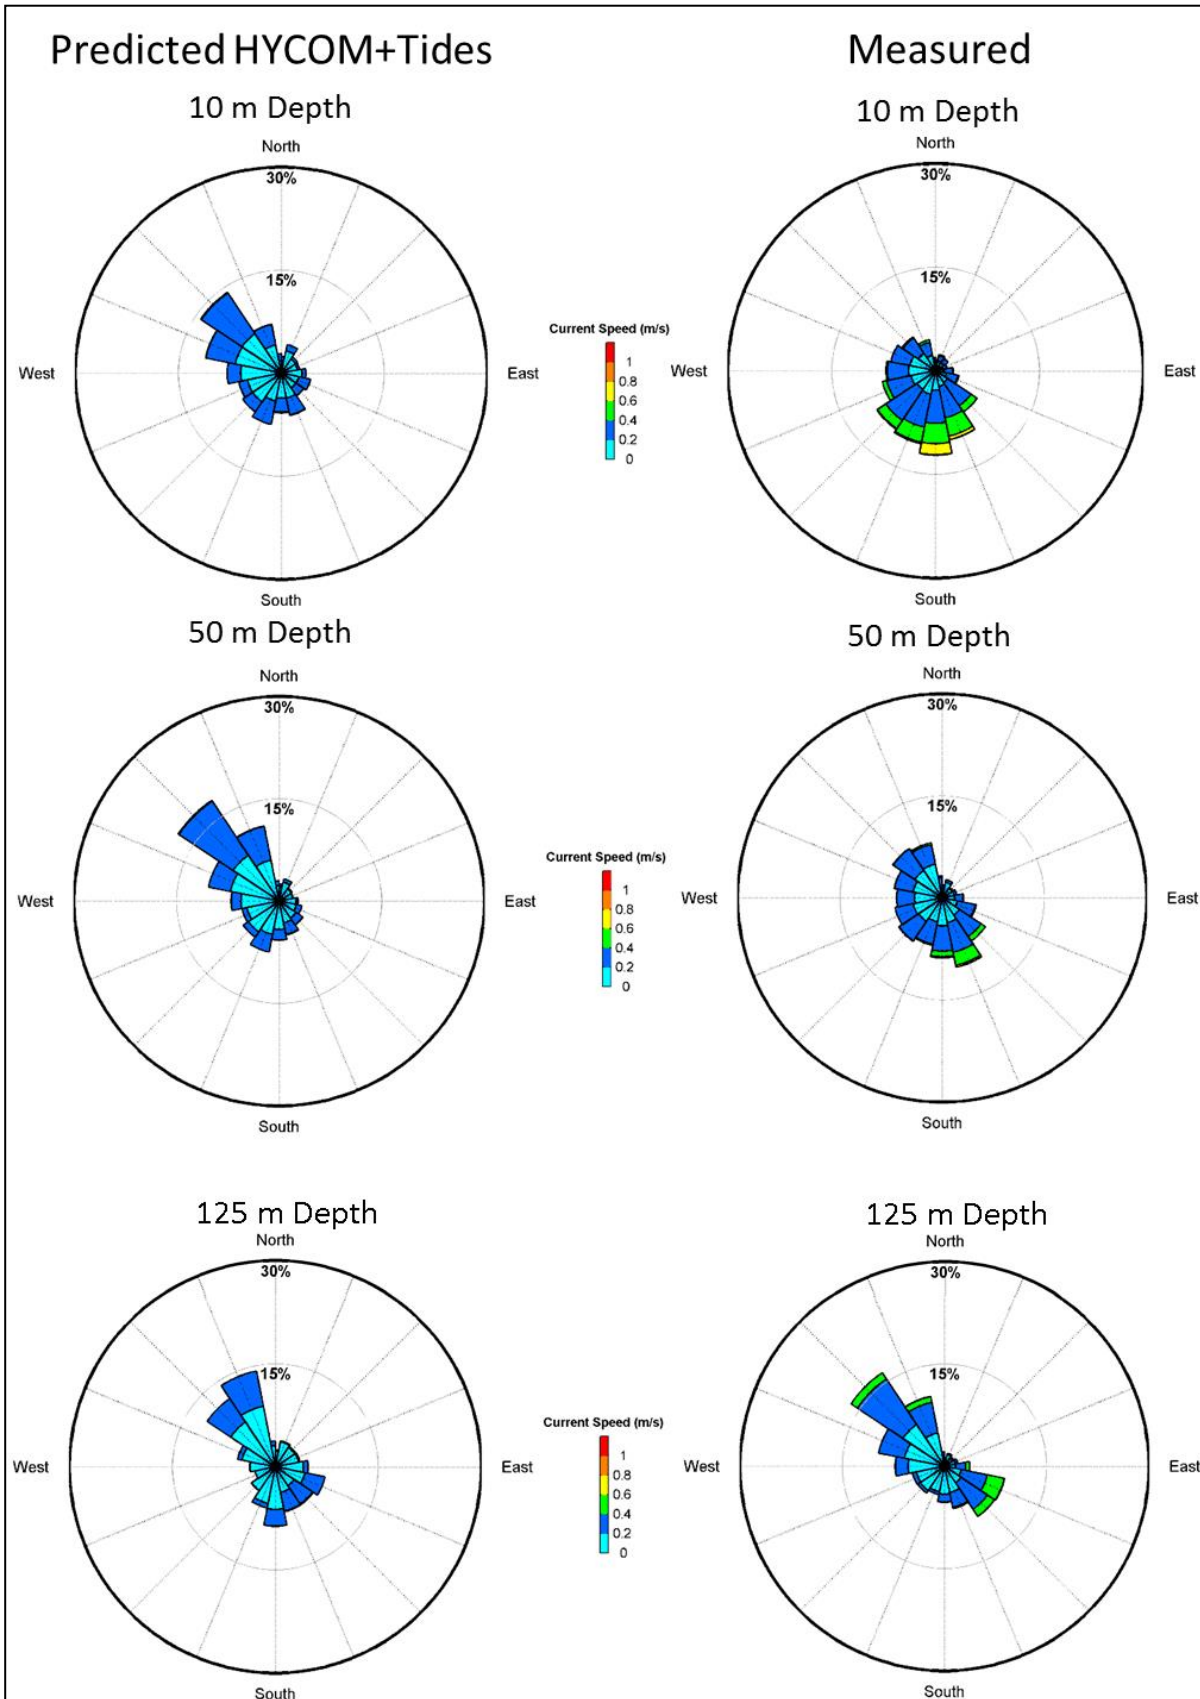 Predicted HYCOM+Tides Measured
10 m Depth 10 m Depth
North North
30% 30%
15% 15%
Current Speed (m/s)
West East West East
1
0.8
0.6
0.4
0.2
0
South South
50 m Depth 50 m Depth
North North
30% 30%
15% 15%
Current Speed (m/s)
West East West East
1
0.8
0.6
0.4
0.2
0
South South
125 m Depth 125 m Depth
North North
30% 30%
15% 15%
Current Speed (m/s)
West East West East
1
0.8
0.6
0.4
0.2
0
South South